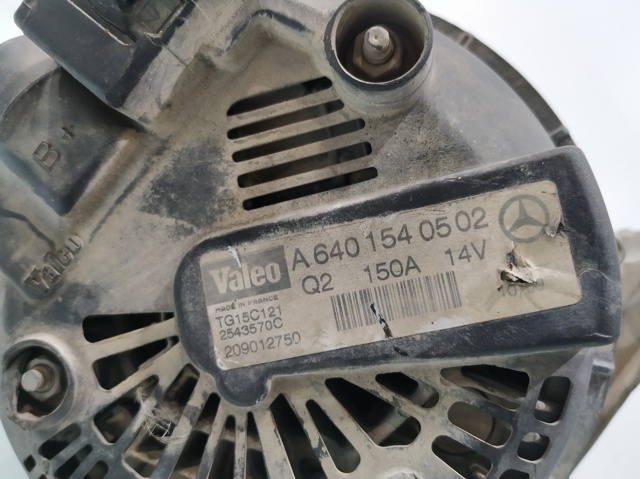 B+
Valeo
Valeo A 640 154 05 02
Q2 150A 14V
MADE IN FRANCE
TG15C121
2543570C
209012750